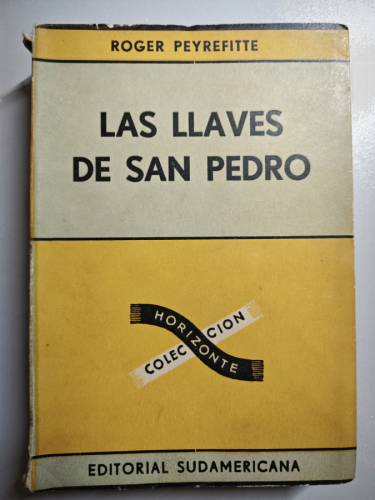 ROGER PEYREFITTE
LAS LLAVES
DE SAN PEDRO
COLECCION
HORIZONTE
EDITORIAL SUDAMERICANA